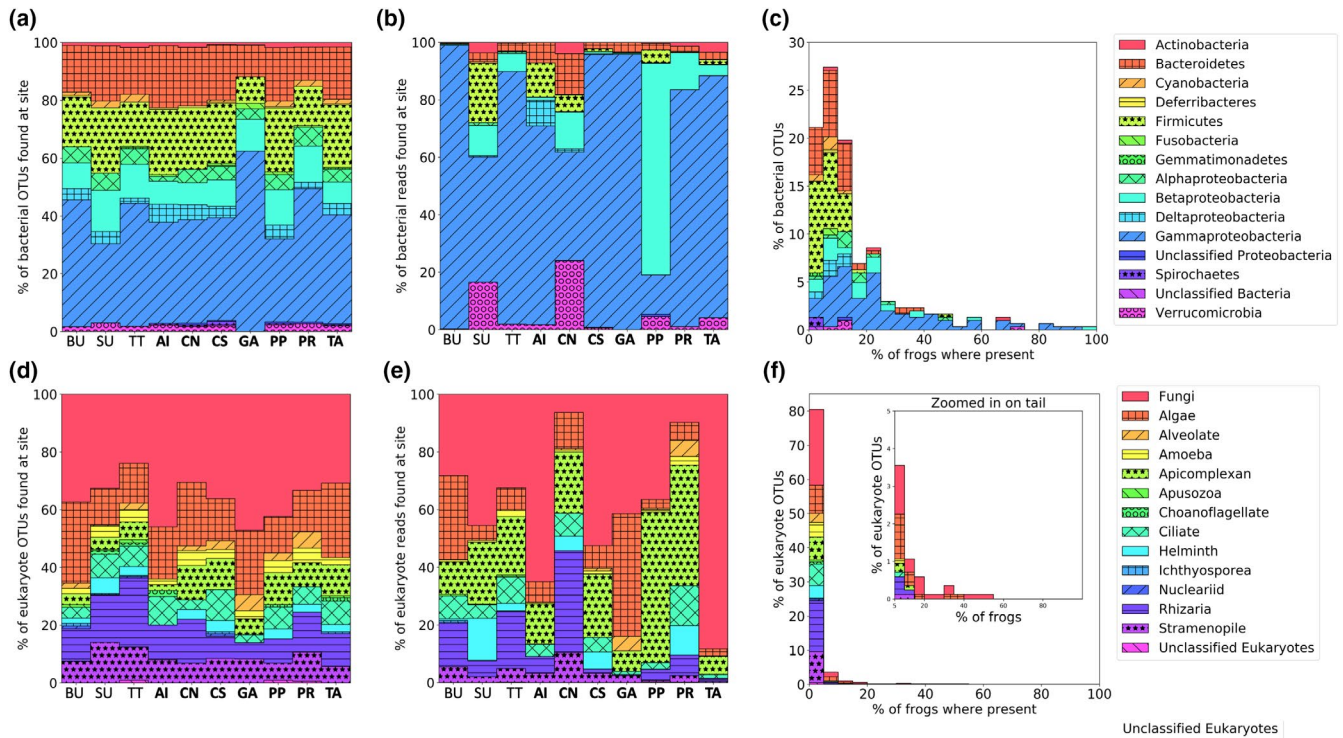 (a)
% of bacterial OTUs found at site
100
80
60
40
20
0
BU SU TT AI CN CS GA PP PR TA
(b)
% of bacterial reads found at site
100
80
60
40
20
0
BU SU TT AI CN CS GA PP PR TA
(c)
% of bacterial OTUs
30
25
20
15
10
5
0
0 20 40 60 80 100
% of frogs where present
Actinobacteria
Bacteroidetes
Cyanobacteria
Deferribacteres
Firmicutes
Fusobacteria
Gemmatimonadetes
Alphaproteobacteria
Betaproteobacteria
Deltaproteobacteria
Gammaproteobacteria
Unclassified Proteobacteria
Spirochaetes
Unclassified Bacteria
Verrucomicrobia
(d)
% of eukaryote OTUs found at site
100
80
60
40
20
0
BU SU TT AI CN CS GA PP PR TA
(e)
% of eukaryote reads found at site
100
80
60
40
20
0
BU SU TT AI CN CS GA PP PR TA
(f)
% of eukaryote OTUs
80
70
60
50
40
30
20
10
0
0 20 40 60 80 100
% of frogs where present
Zoomed in on tail
% of eukaryote OTUs
5
4
3
2
1
0
5 20 40 60 80
% of frogs
Fungi
Algae
Alveolate
Amoeba
Apicomplexan
Apusozoa
Choanoflagellate
Ciliate
Helminth
Ichthyosporea
Nucleariid
Rhizaria
Stramenopile
Unclassified Eukaryotes
Unclassified Eukaryotes